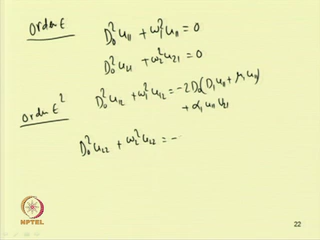 Order ε
D₀²u₁₁ + ω₁²u₁₁ = 0
D₀²u₂₁ + ω₂²u₂₁ = 0
Order ε²
D₀²u₁₂ + ω₁²u₁₂ = -2D₀(D₁u₁₁ + μ₁u₁₁)
+ α₁u₁₁u₂₁
D₀²u₂₂ + ω₂²u₂₂ = -
NPTEL
22